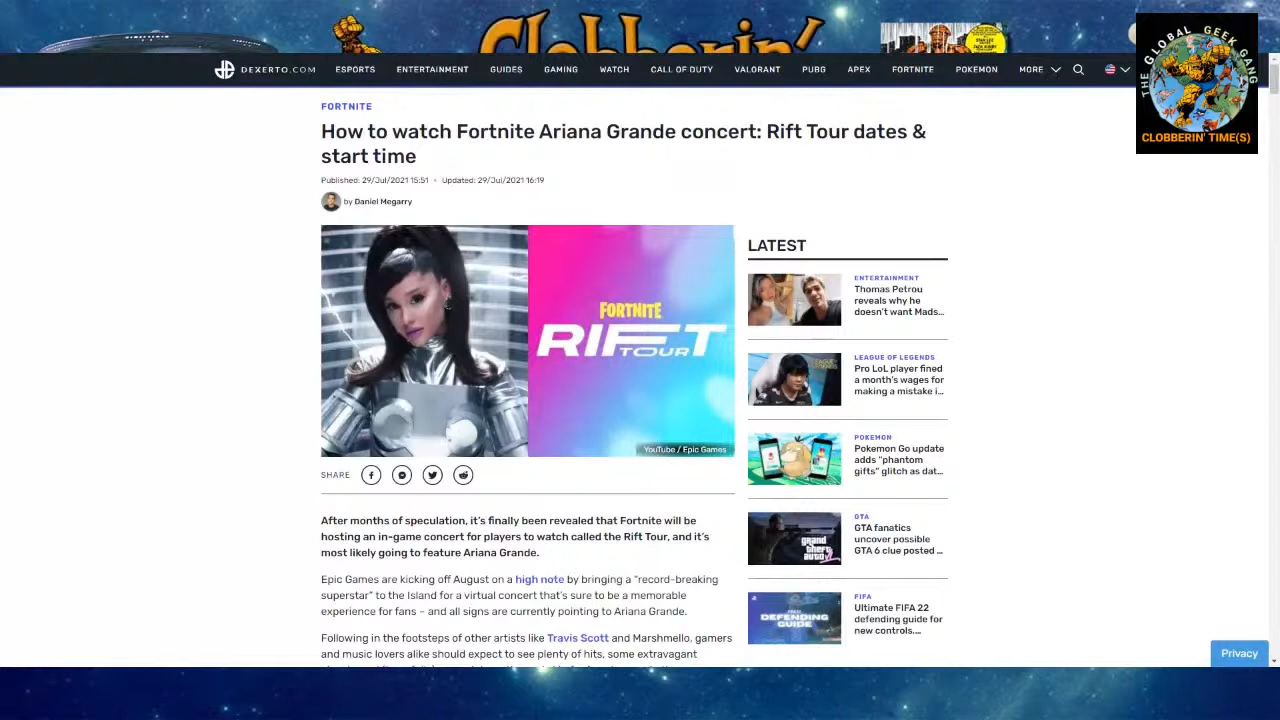 Clobberin'
STAN LEE
JACK KIRBY
THE GLOBAL GEEK GANG
CLOBBERIN' TIME(S)
DEXERTO.COM
ESPORTS
ENTERTAINMENT
GUIDES
GAMING
WATCH
CALL OF DUTY
VALORANT
PUBG
APEX
FORTNITE
POKEMON
MORE
FORTNITE
How to watch Fortnite Ariana Grande concert: Rift Tour dates &
start time
Published: 29/Jul/2021 15:51 • Updated: 29/Jul/2021 16:19
by Daniel Megarry
FORTNITE
RIFT
TOUR
YouTube / Epic Games
SHARE
After months of speculation, it's finally been revealed that Fortnite will be
hosting an in-game concert for players to watch called the Rift Tour, and it's
most likely going to feature Ariana Grande.
Epic Games are kicking off August on a high note by bringing a "record-breaking
superstar" to the Island for a virtual concert that's sure to be a memorable
experience for fans – and all signs are currently pointing to Ariana Grande.
Following in the footsteps of other artists like Travis Scott and Marshmello, gamers
and music lovers alike should expect to see plenty of hits, some extravagant
LATEST
ENTERTAINMENT
Thomas Petrou
reveals why he
doesn't want Mads...
LEAGUE OF LEGENDS
Pro LoL player fined
a month's wages for
making a mistake i...
POKEMON
Pokemon Go update
adds "phantom
gifts" glitch as dat...
grand
theft
auto
GTA
GTA fanatics
uncover possible
GTA 6 clue posted ...
DEFENDING
GUIDE
FIFA
Ultimate FIFA 22
defending guide for
new controls,...
Privacy